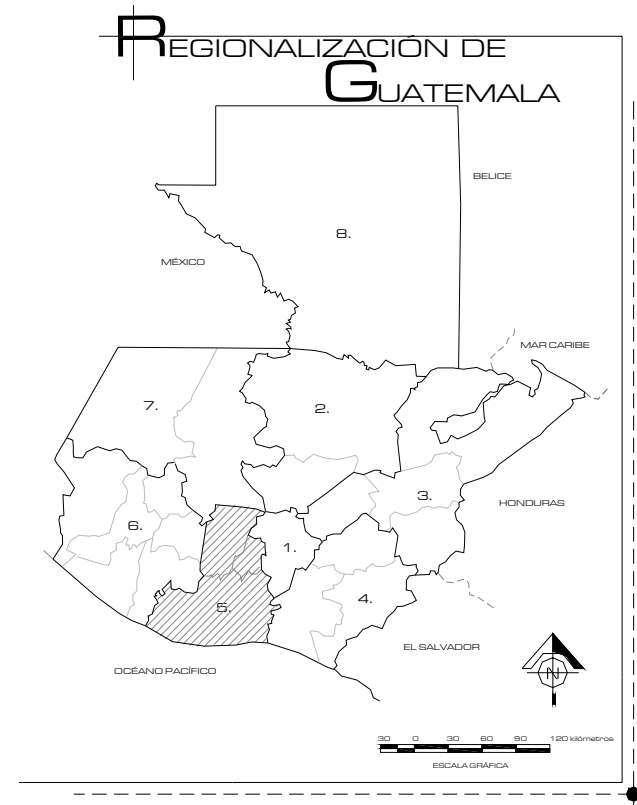 REGIONALIZACIÓN DE
GUATEMALA
BELICE
8.
MÉXICO
MAR CARIBE
7.
2.
3.
HONDURAS
6.
1.
5.
4.
EL SALVADOR
OCÉANO PACÍFICO
N
30 0 30 60 90 120 kilómetros
ESCALA GRÁFICA